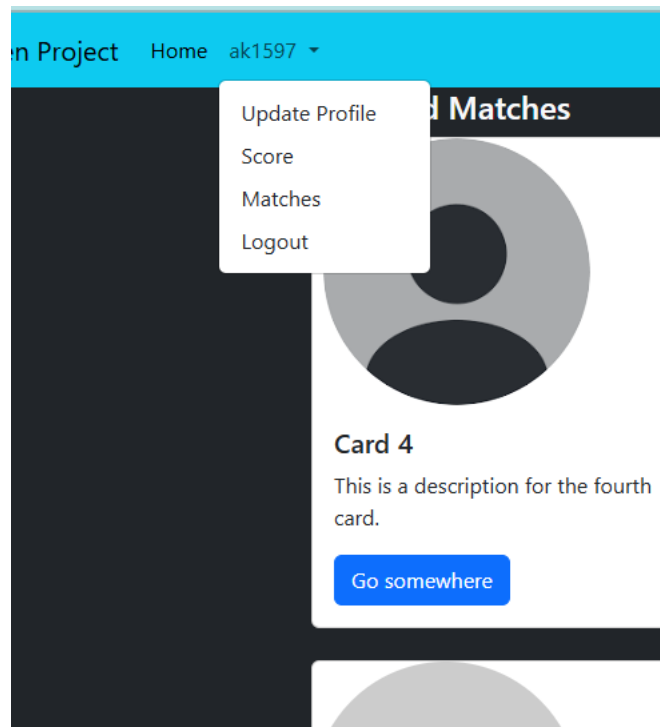 en Project Home ak1597
Update Profile
Matches
Score
Matches
Logout
Card 4
This is a description for the fourth
card.
Go somewhere